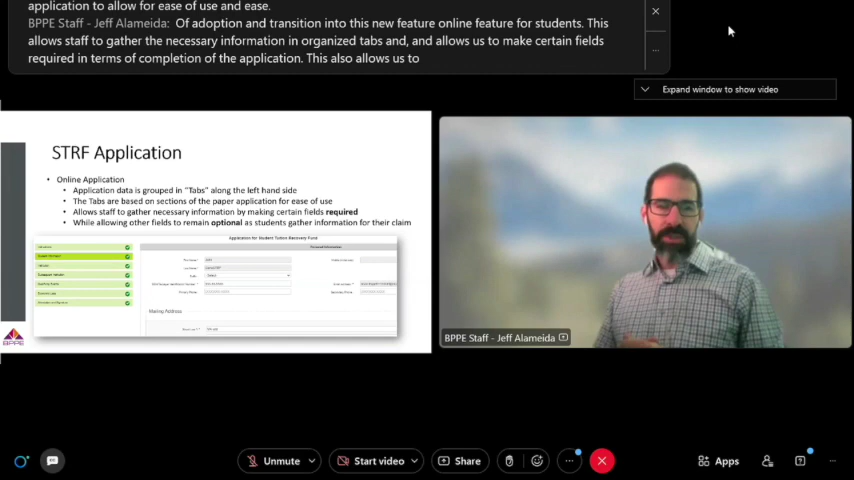 application to allow for ease of use and ease.
BPPE Staff - Jeff Alameida: Of adoption and transition into this new feature online feature for students. This
allows staff to gather the necessary information in organized tabs and, and allows us to make certain fields
required in terms of completion of the application. This also allows us to
Expand window to show video
STRF Application
• Online Application
• Application data is grouped in "Tabs" along the left hand side
• The Tabs are based on sections of the paper application for ease of use
• Allows staff to gather necessary information by making certain fields required
• While allowing other fields to remain optional as students gather information for their claim
Application for Student Tuition Recovery Fund
Personal Information
Mailing Address
BPPE
BPPE Staff - Jeff Alameida
Unmute
Start video
Share
Apps